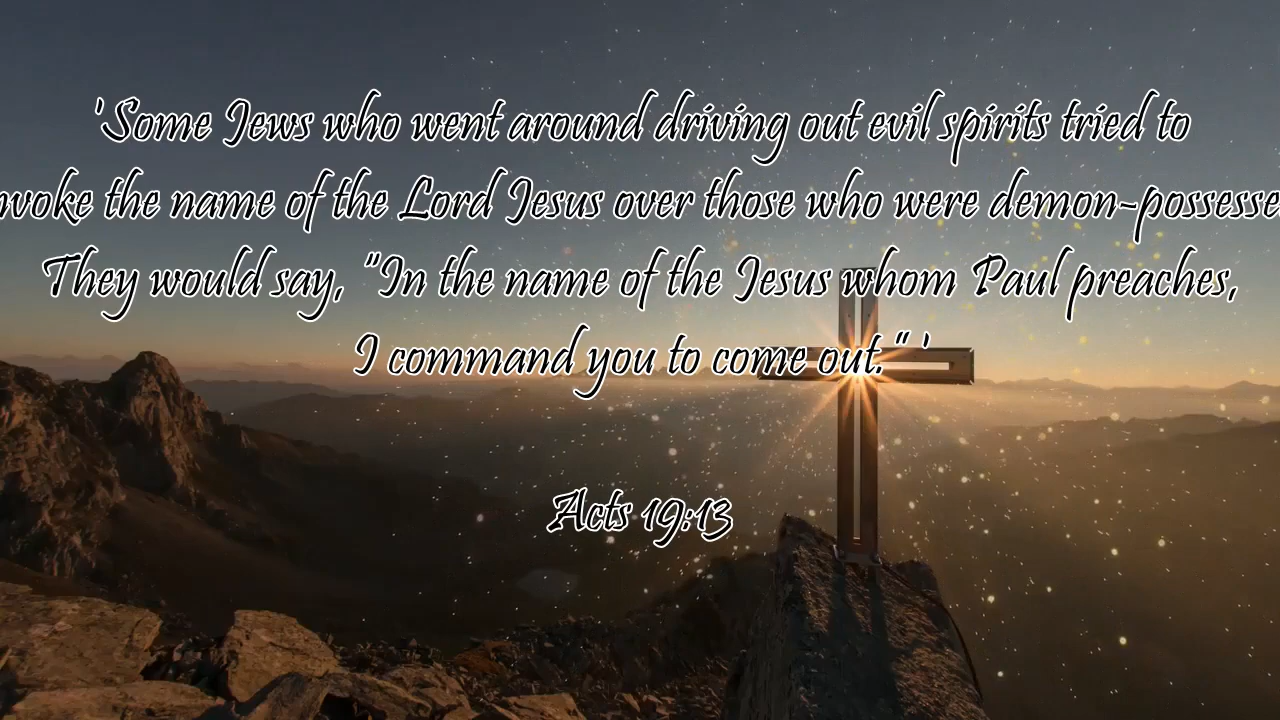 'Some Jews who went around driving out evil spirits tried to
nvoke the name of the Lord Jesus over those who were demon-possesse
They would say, "In the name of the Jesus whom Paul preaches,
I command you to come out." '
Acts 19:13